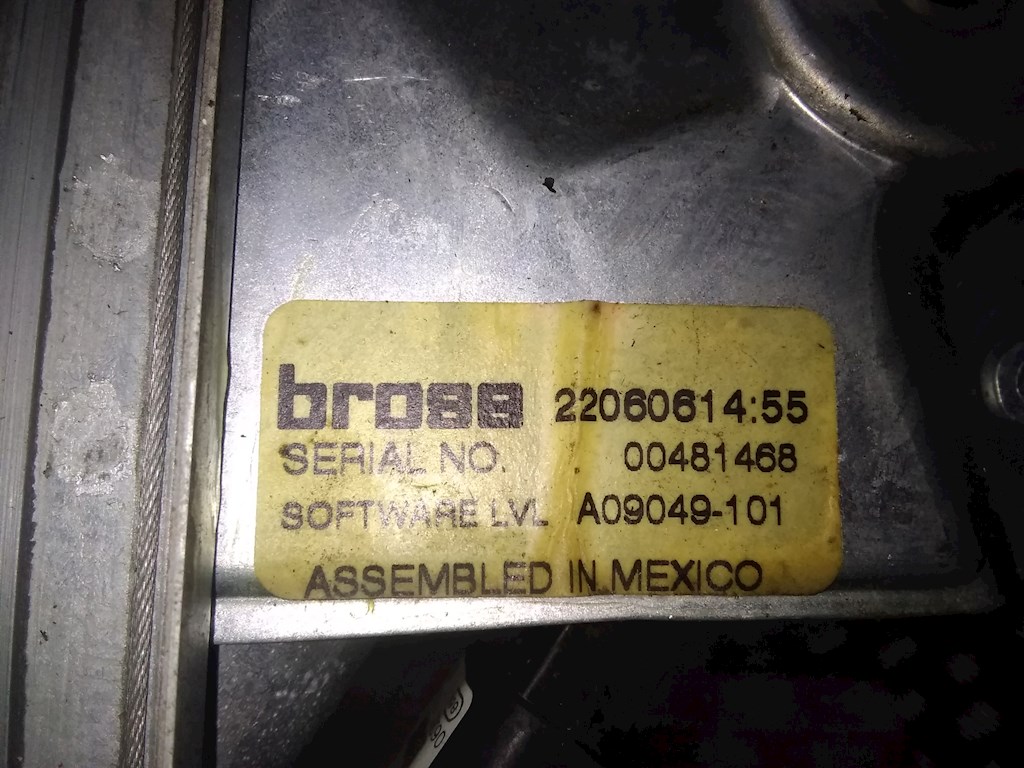 brose 22060614:55
SERIAL NO. 00481468
SOFTWARE LVL A09049-101
ASSEMBLED IN MEXICO